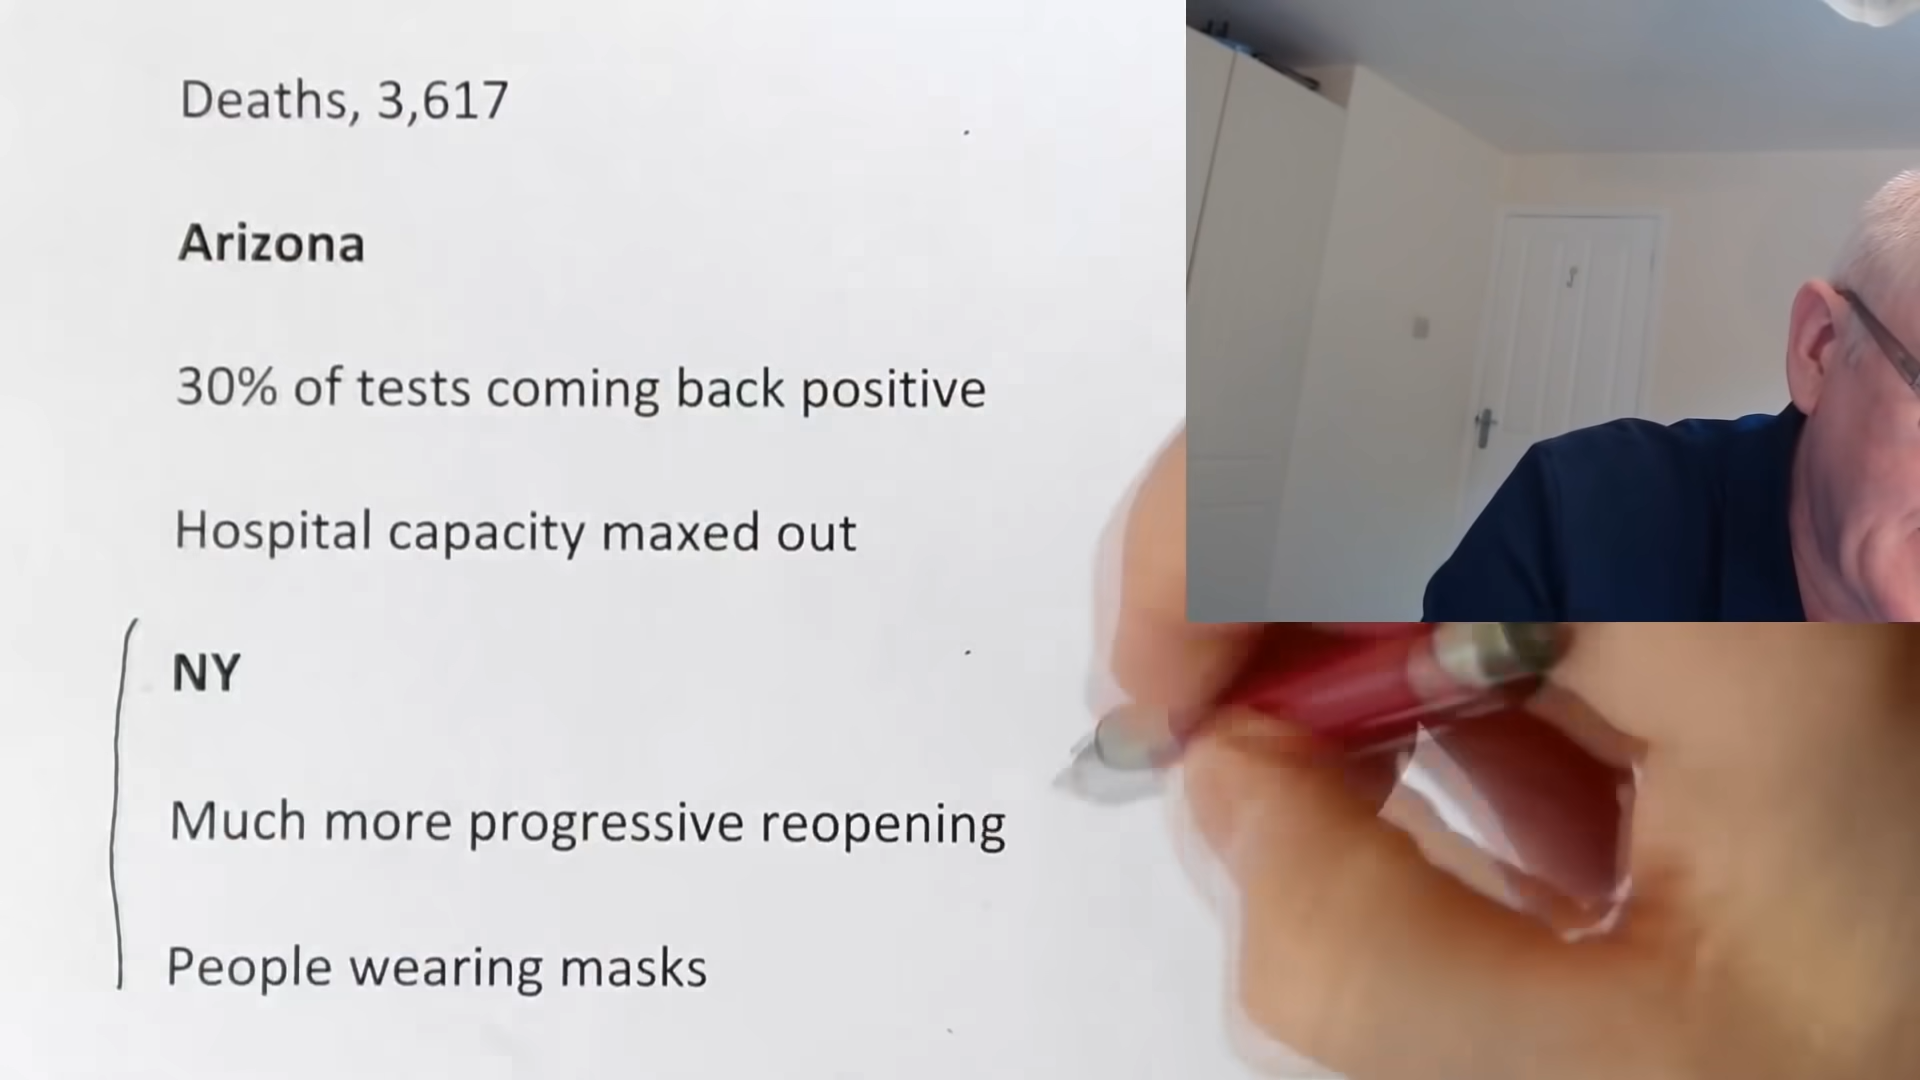 Deaths, 3,617
Arizona
30% of tests coming back positive
Hospital capacity maxed out
NY
Much more progressive reopening
People wearing masks